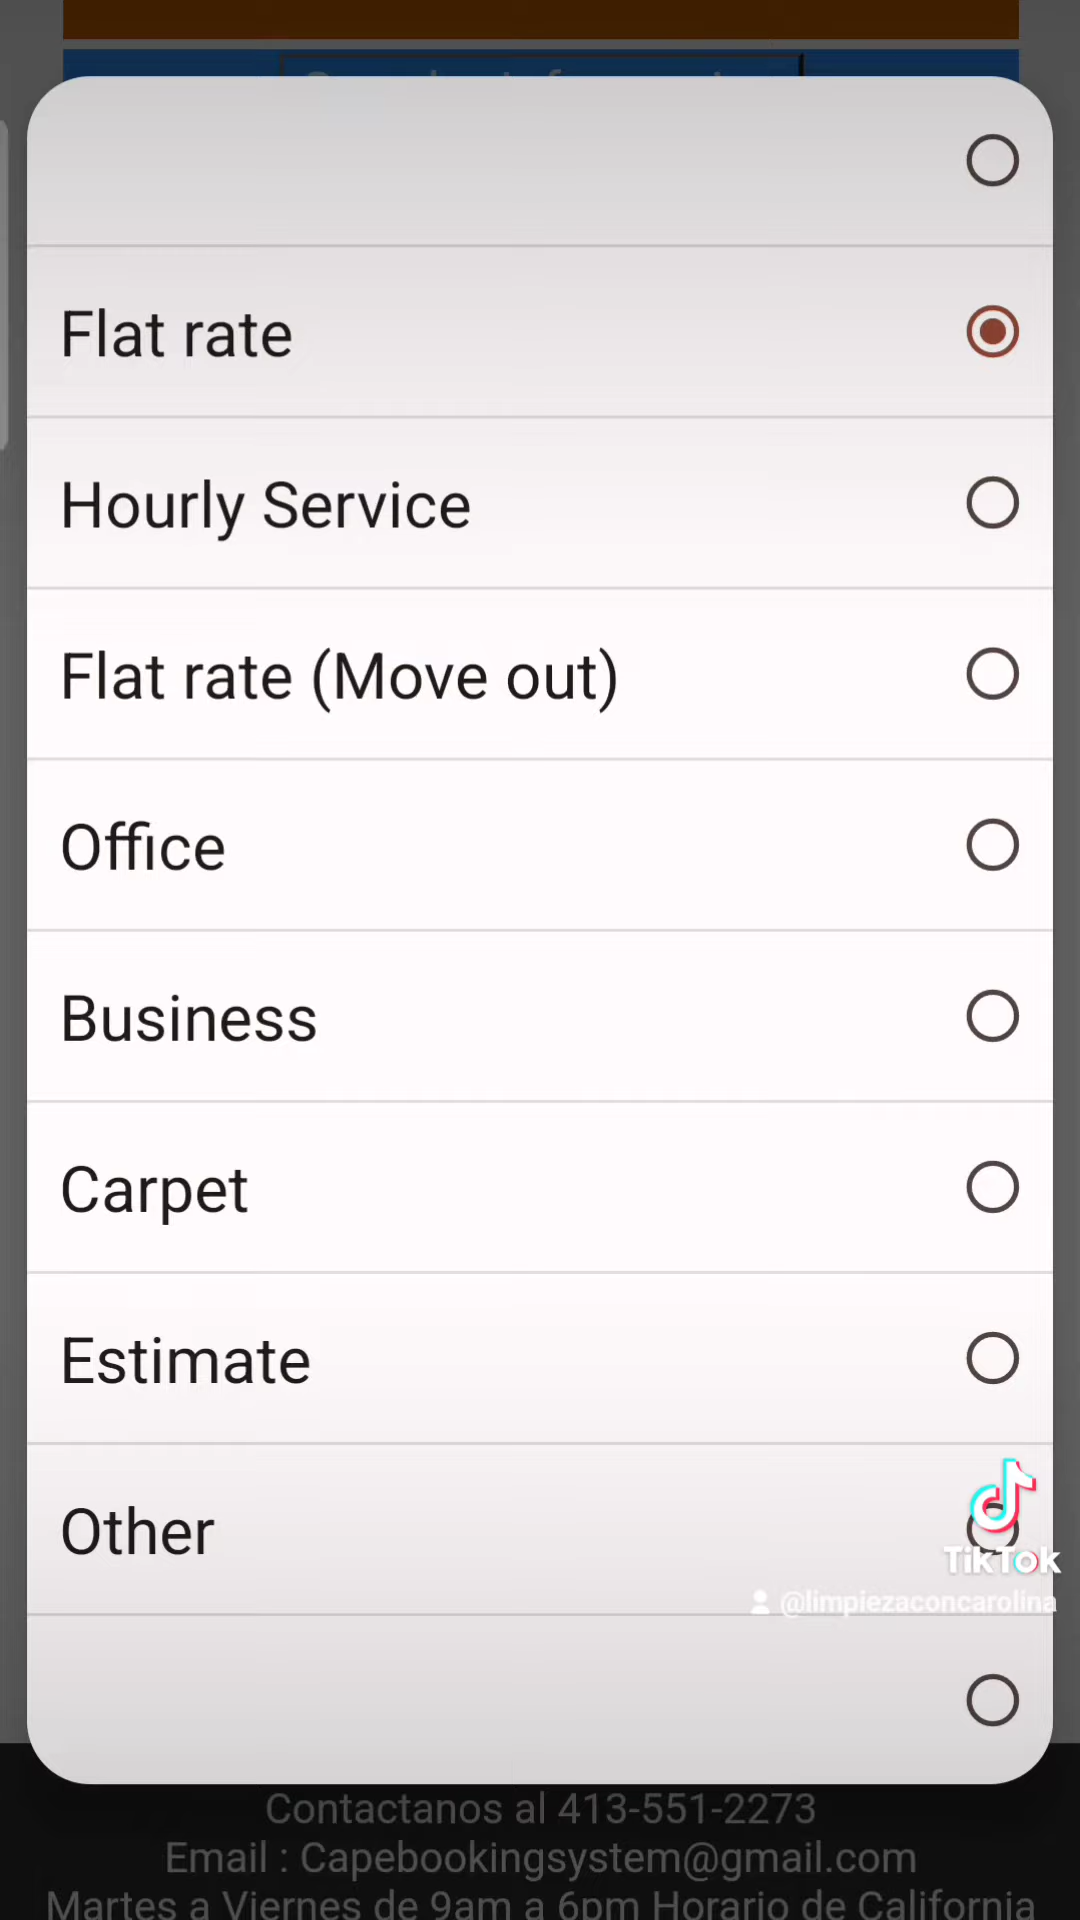 Flat rate
Hourly Service
Flat rate (Move out)
Office
Business
Carpet
Estimate
Other
TikTok
@limpiezaconcarolina
Contactanos al 413-551-2273
Email : Capebookingsystem@gmail.com
Martes a Viernes de 9am a 6pm Horario de California